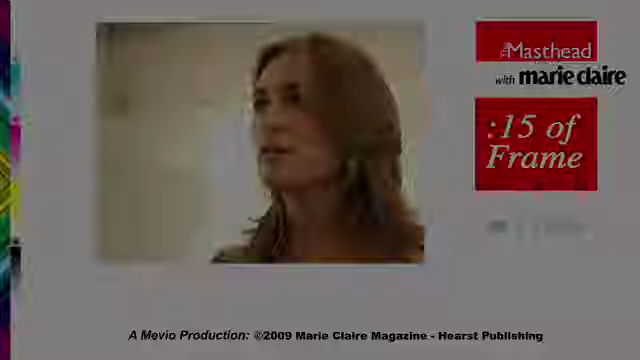 the Masthead
with marie claire
:15 of
Frame
A Mevio Production: ©2009 Marie Claire Magazine - Hearst Publishing